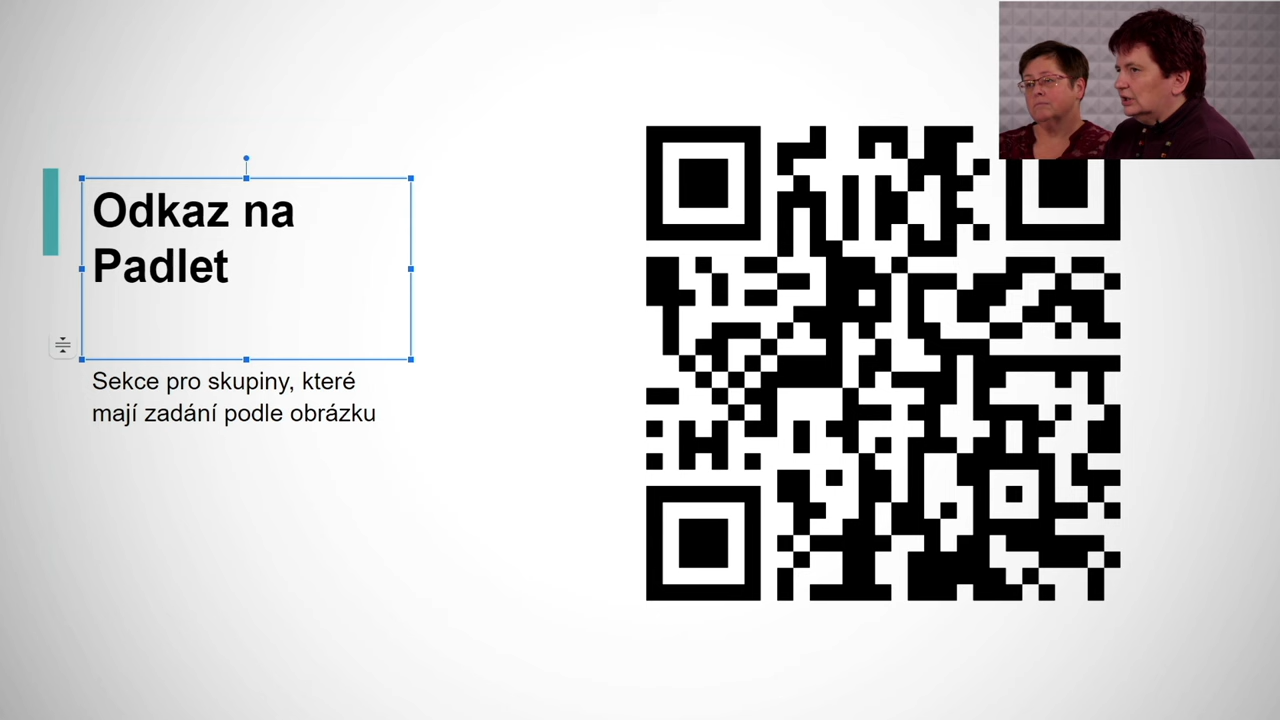 Odkaz na
Padlet
Sekce pro skupiny, které
mají zadání podle obrázku